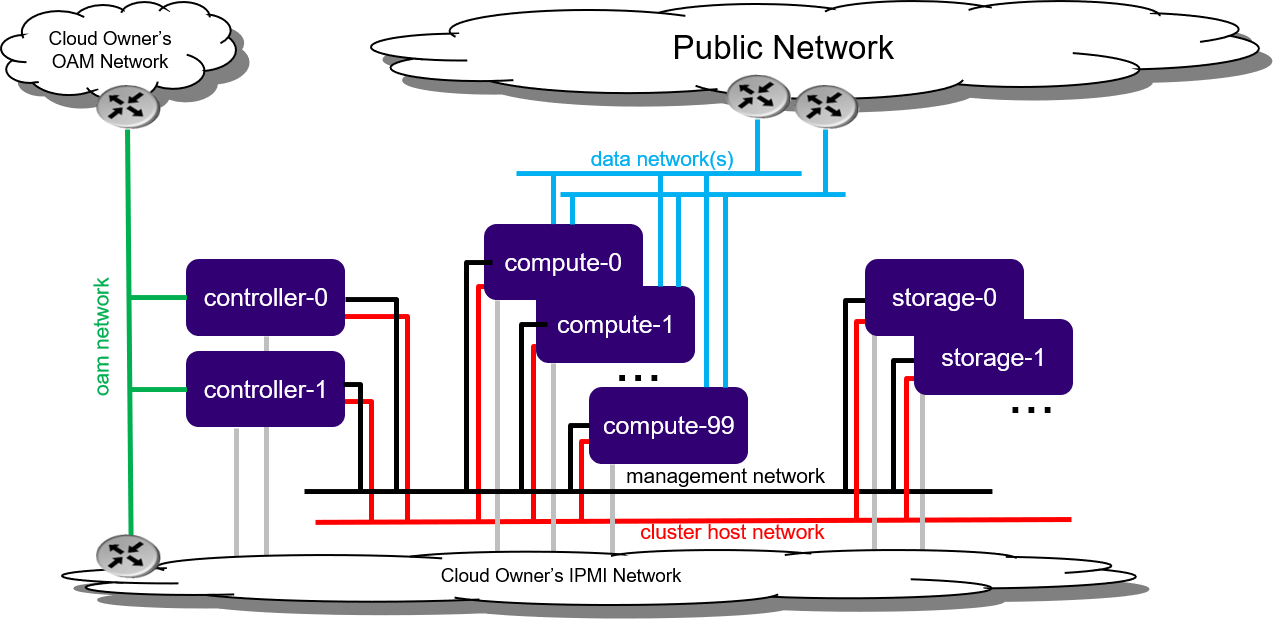 Cloud Owner’s
OAM Network
Public Network
data network(s)
oam network
controller-0
controller-1
compute-0
compute-1
...
compute-99
storage-0
storage-1
...
management network
cluster host network
Cloud Owner’s IPMI Network